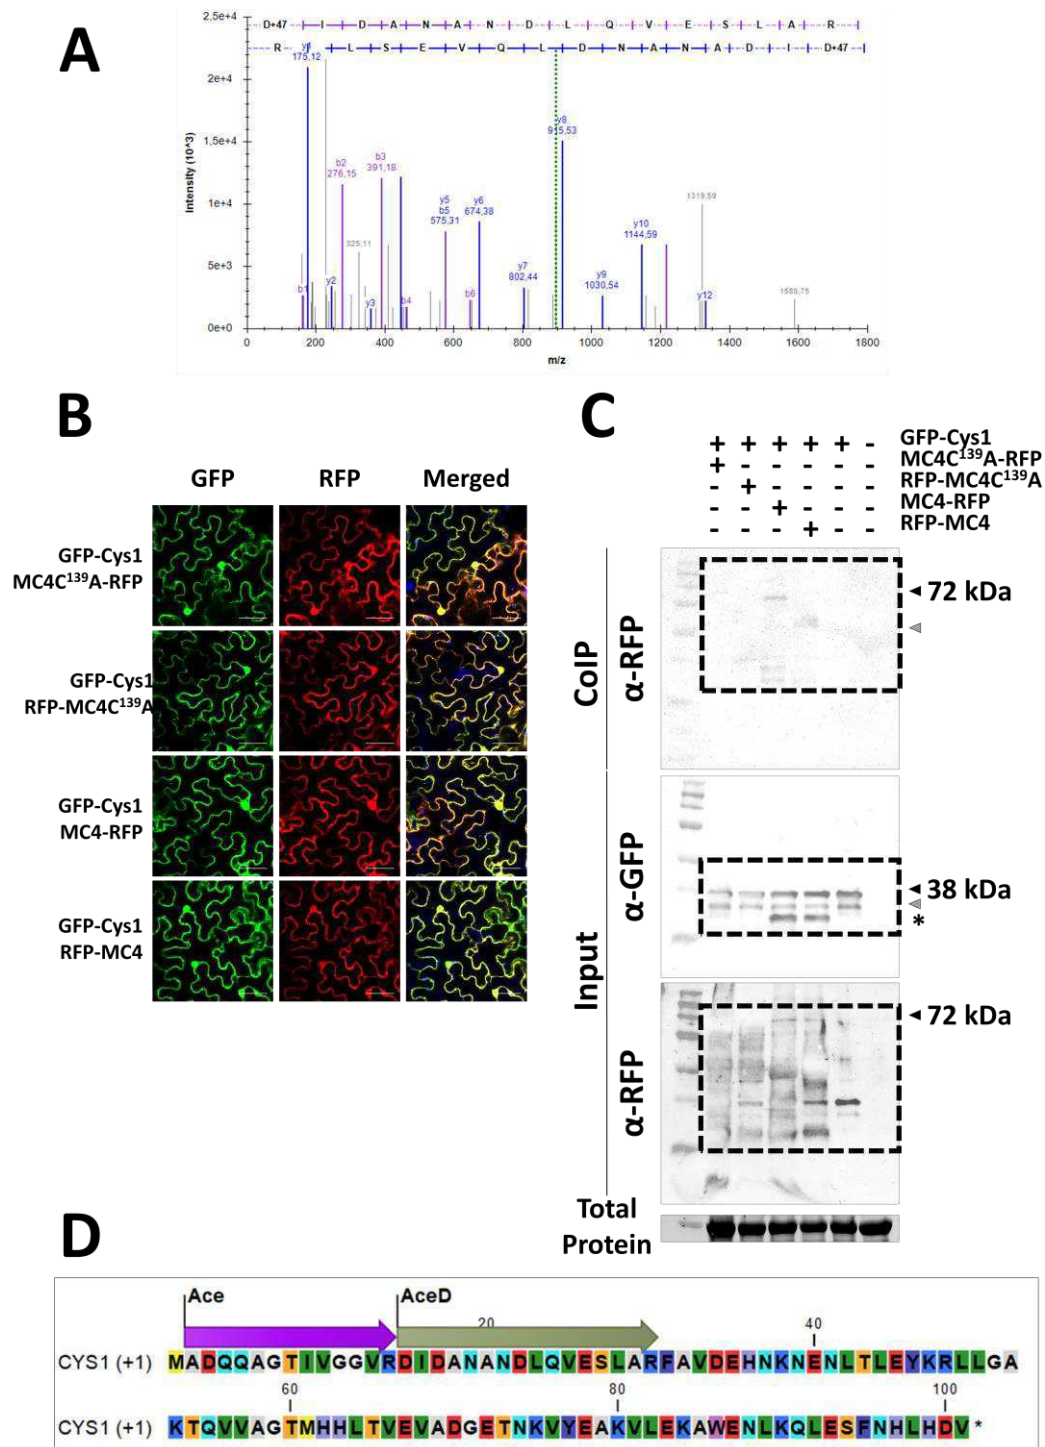 A
2,5e+4
D+47 I D A N A N D L Q V E S L A R
R L S E V Q L D N A N A D I D+47
175,12
2e+4
1,5e+4
y8
915,53
b3
391,18
b2
276,15
1e+4
1319,59
y6
674,38
y5
b5
575,31
y10
1144,59
325,11
5e+3
y7
802,44
y9
1030,54
b1
y2
y3
b4
b6
y12
1588,75
0e+0
0 200 400 600 800 1000 1200 1400 1600 1800
m/z
Intensity (10^3)
B
GFP RFP Merged
GFP-Cys1
MC4C139A-RFP
GFP-Cys1
RFP-MC4C139A
GFP-Cys1
MC4-RFP
GFP-Cys1
RFP-MC4
C
+ + + + + - GFP-Cys1
+ - - - - - MC4C139A-RFP
- + - - - - RFP-MC4C139A
- - + - - - MC4-RFP
- - - + - - RFP-MC4
CoIP
α-RFP
72 kDa
Input
α-GFP
38 kDa
*
α-RFP
72 kDa
Total
Protein
D
Ace AceD
20 40
CYS1 (+1) MADQQAGTIVGGVRDIDANANDLQVESLARFAVDEHNKNENLTLEYKRLLGA
60 80 100
CYS1 (+1) KTQVVAGTMHHLTVEVADGETNKVYEAKVLEKAWENLKQLESFNHLHDV*